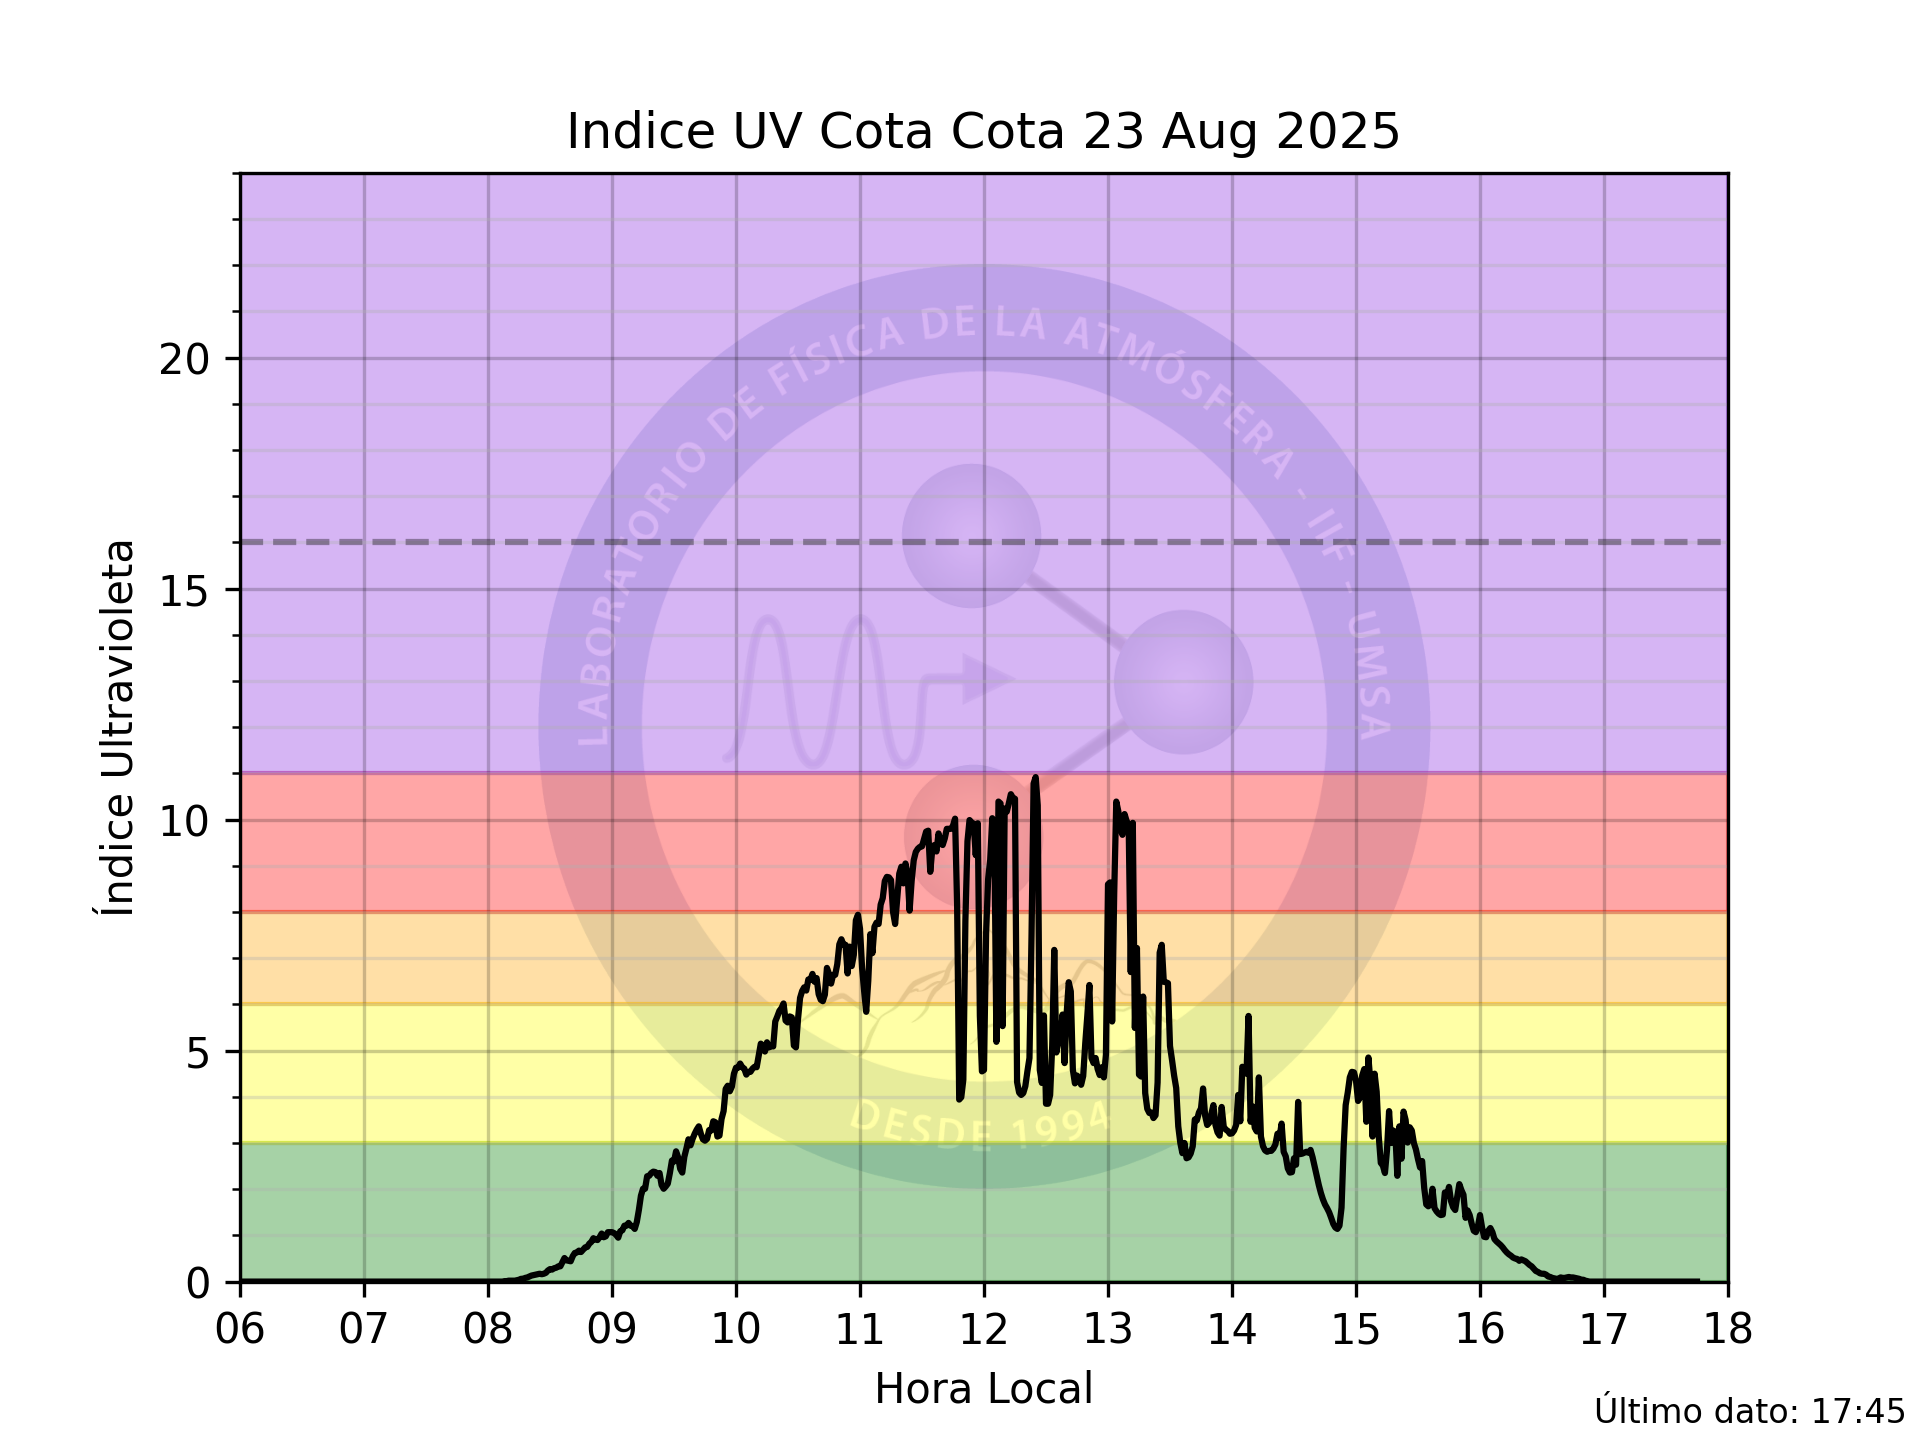 Indice UV Cota Cota 23 Aug 2025
Índice Ultravioleta
20
15
10
5
0
LABORATORIO DE FÍSICA DE LA ATMÓSFERA - IIF - UMSA
DESDE 1994
06 07 08 09 10 11 12 13 14 15 16 17 18
Hora Local
Último dato: 17:45